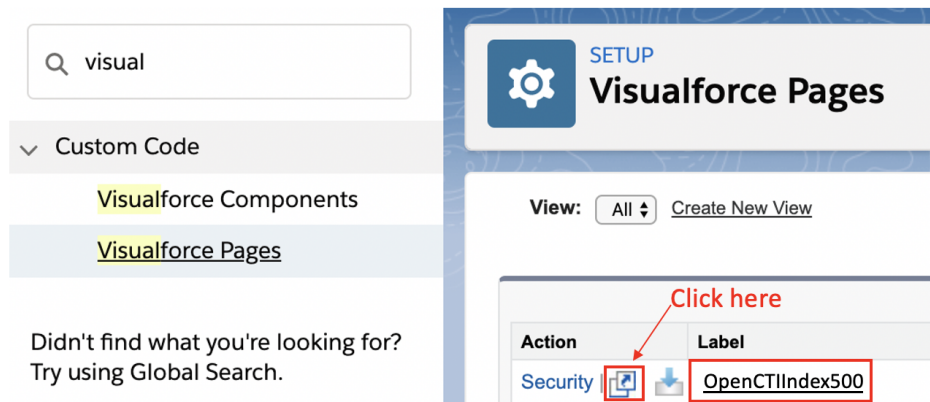 visual
Custom Code
Visualforce Components
Visualforce Pages
Didn't find what you're looking for?
Try using Global Search.
SETUP
Visualforce Pages
View: All Create New View
Click here
Action Label
Security | OpenCTIIndex500